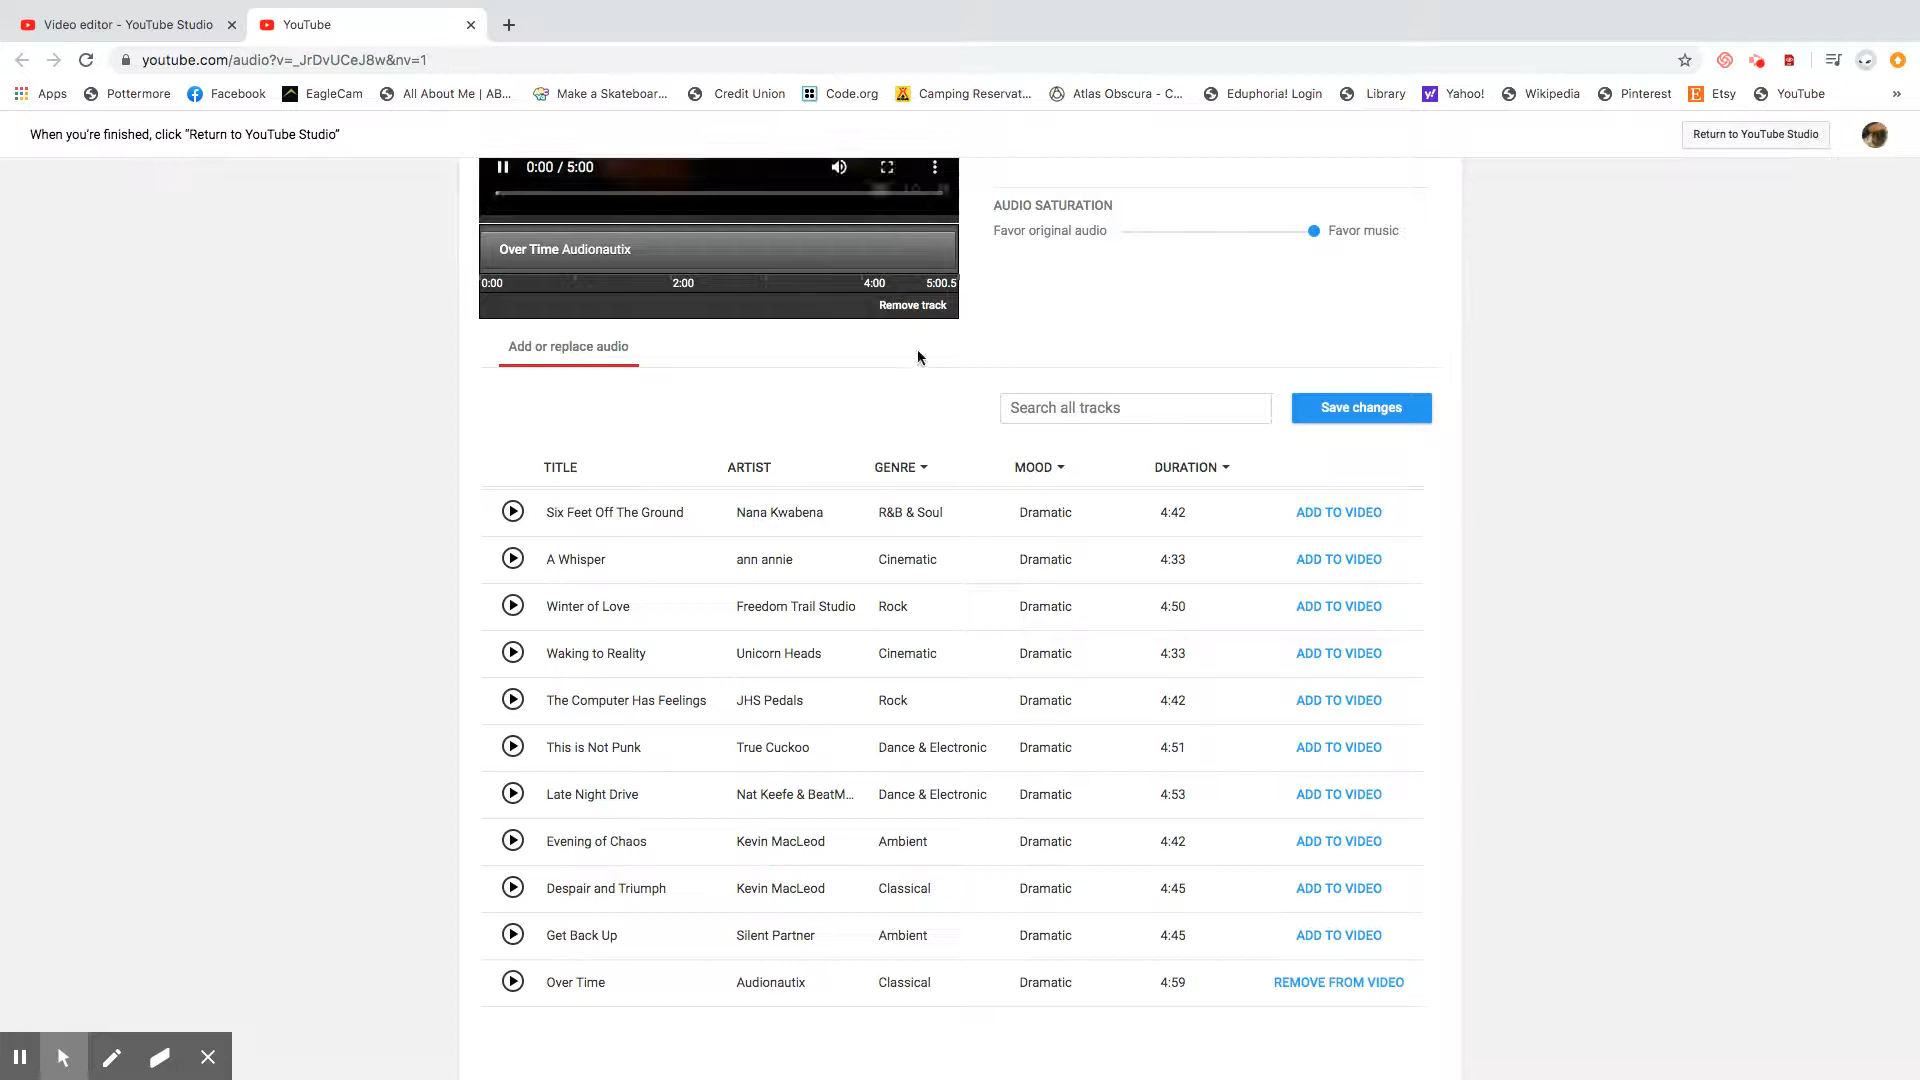 Video editor - YouTube Studio
YouTube
youtube.com/audio?v=_JrDvUCeJ8w&nv=1
Apps Pottermore Facebook EagleCam All About Me | AB... Make a Skateboar... Credit Union Code.org Camping Reservat... Atlas Obscura - C... Eduphoria! Login Library Yahoo! Wikipedia Pinterest Etsy YouTube »
When you're finished, click "Return to YouTube Studio"
Return to YouTube Studio
0:00 / 5:00
AUDIO SATURATION
Favor original audio Favor music
Over Time Audionautix
0:00 2:00 4:00 5:00.5
Remove track
Add or replace audio
Search all tracks Save changes
TITLE ARTIST GENRE MOOD DURATION
Six Feet Off The Ground Nana Kwabena R&B & Soul Dramatic 4:42 ADD TO VIDEO
A Whisper ann annie Cinematic Dramatic 4:33 ADD TO VIDEO
Winter of Love Freedom Trail Studio Rock Dramatic 4:50 ADD TO VIDEO
Waking to Reality Unicorn Heads Cinematic Dramatic 4:33 ADD TO VIDEO
The Computer Has Feelings JHS Pedals Rock Dramatic 4:42 ADD TO VIDEO
This is Not Punk True Cuckoo Dance & Electronic Dramatic 4:51 ADD TO VIDEO
Late Night Drive Nat Keefe & BeatM... Dance & Electronic Dramatic 4:53 ADD TO VIDEO
Evening of Chaos Kevin MacLeod Ambient Dramatic 4:42 ADD TO VIDEO
Despair and Triumph Kevin MacLeod Classical Dramatic 4:45 ADD TO VIDEO
Get Back Up Silent Partner Ambient Dramatic 4:45 ADD TO VIDEO
Over Time Audionautix Classical Dramatic 4:59 REMOVE FROM VIDEO